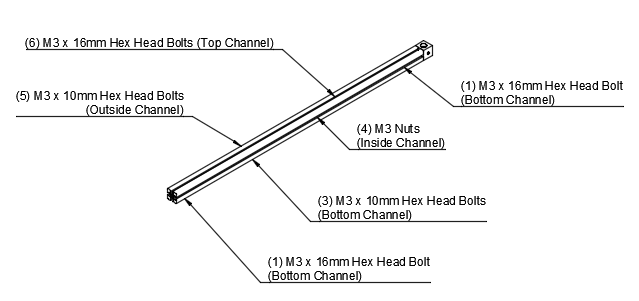 (6) M3 x 16mm Hex Head Bolts (Top Channel)
(1) M3 x 16mm Hex Head Bolt
(Bottom Channel)
(5) M3 x 10mm Hex Head Bolts
(Outside Channel)
(4) M3 Nuts
(Inside Channel)
(3) M3 x 10mm Hex Head Bolts
(Bottom Channel)
(1) M3 x 16mm Hex Head Bolt
(Bottom Channel)